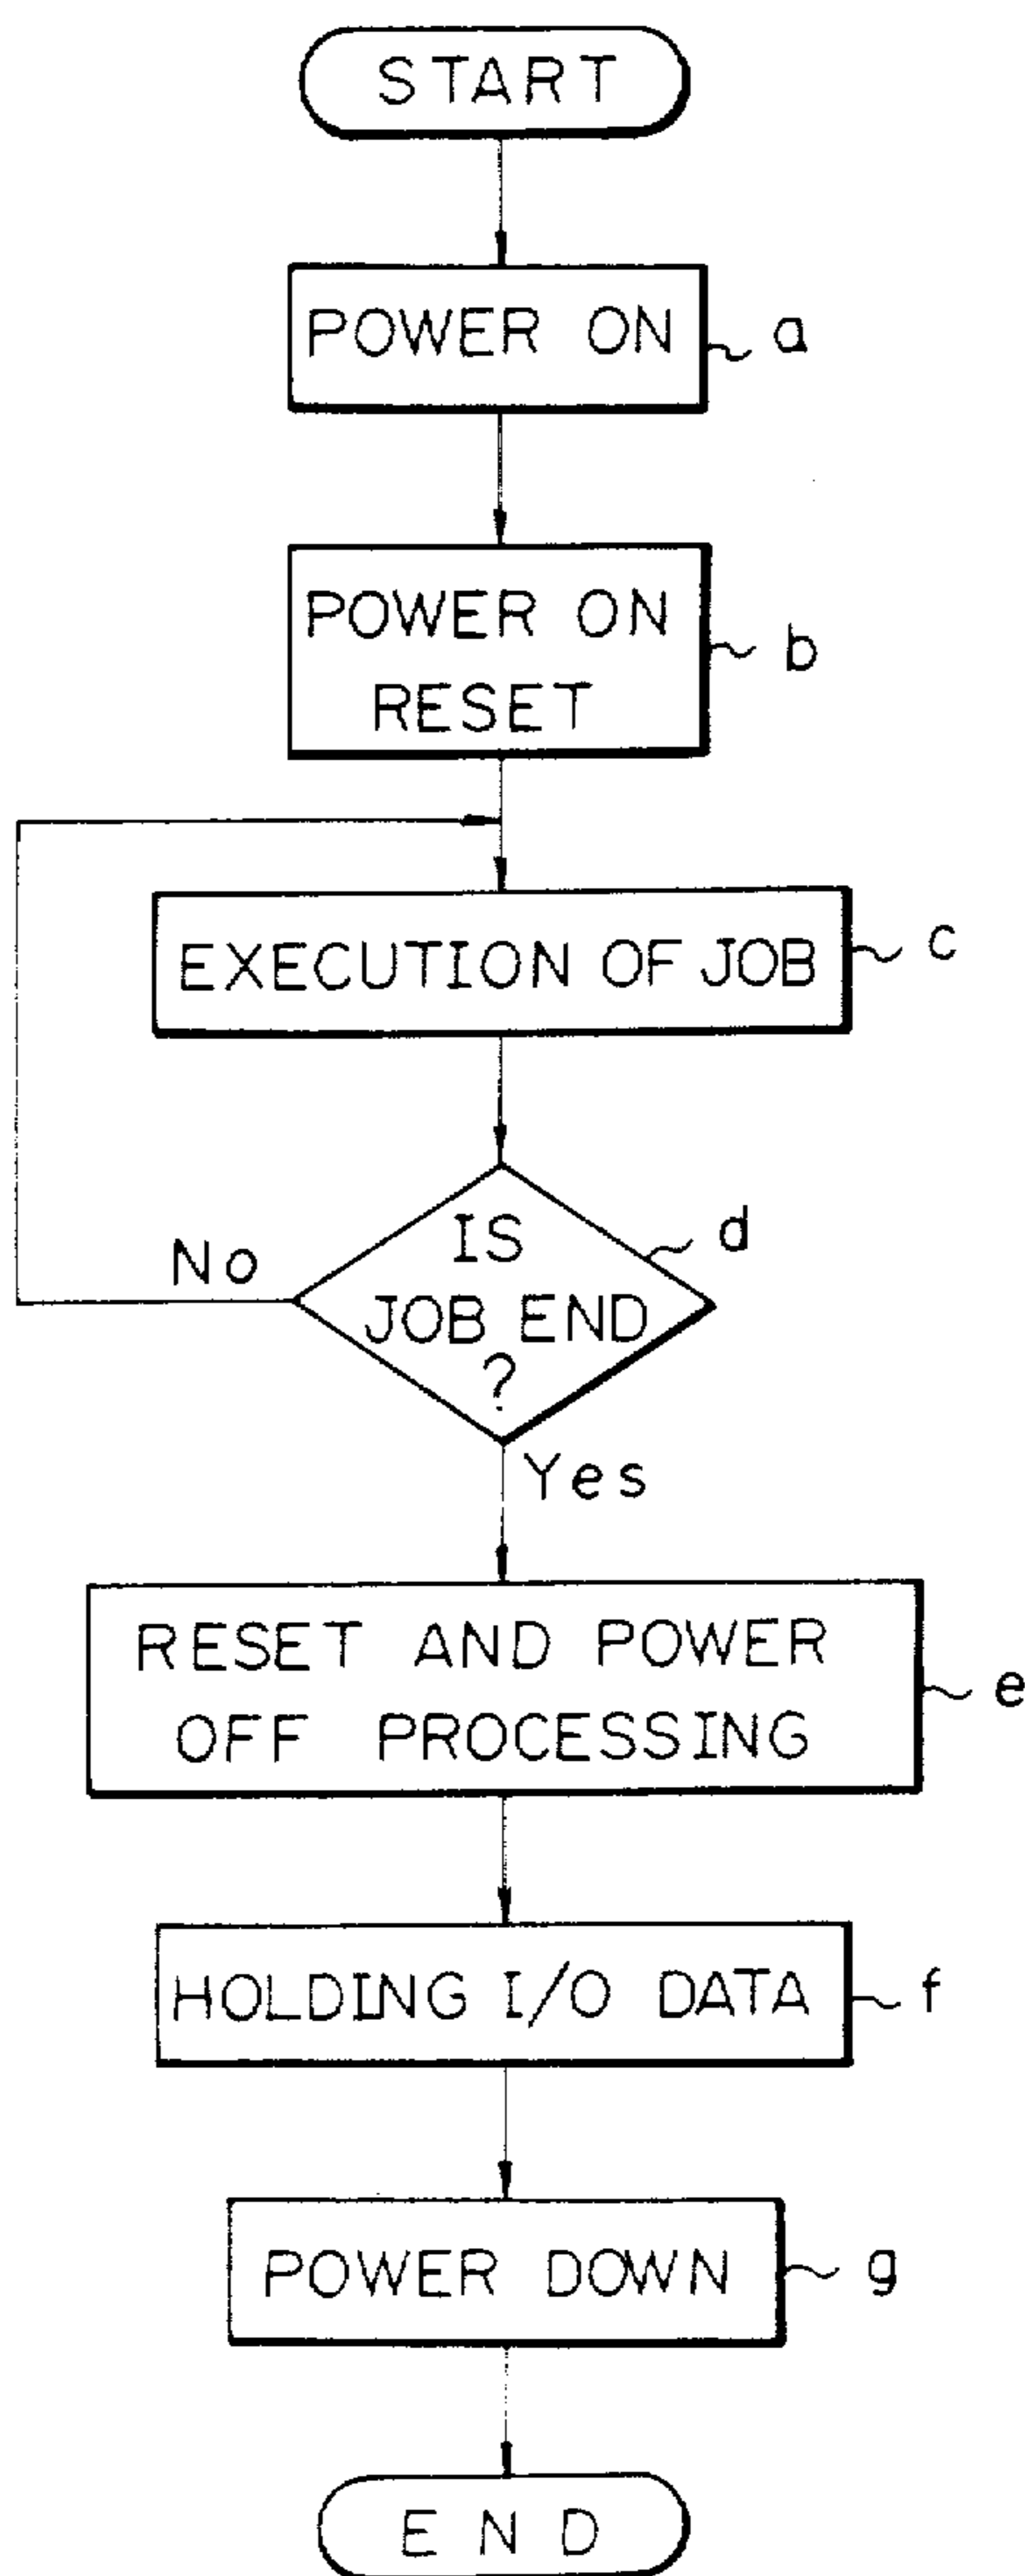 START
POWER ON
a
POWER ON
RESET
b
EXECUTION OF JOB
c
IS
JOB END
?
d
No
Yes
RESET AND POWER
OFF PROCESSING
e
HOLDING I/O DATA
f
POWER DOWN
g
END